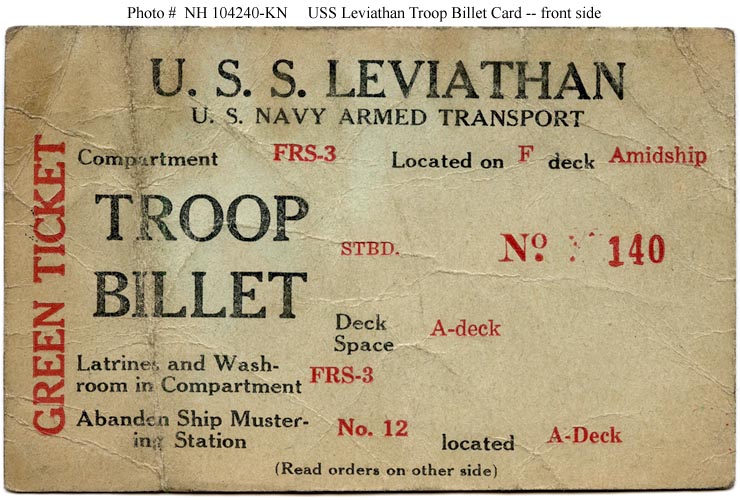 Photo # NH 104240-KN USS Leviathan Troop Billet Card -- front side
U. S. S. LEVIATHAN
U. S. NAVY ARMED TRANSPORT
GREEN TICKET
Compartment FRS-3 Located on F deck Amidship
TROOP
BILLET
STBD. No. 140
Deck
Space A-deck
Latrines and Wash-
room in Compartment FRS-3
Abandon Ship Muster-
ing Station No. 12 located A-Deck
(Read orders on other side)